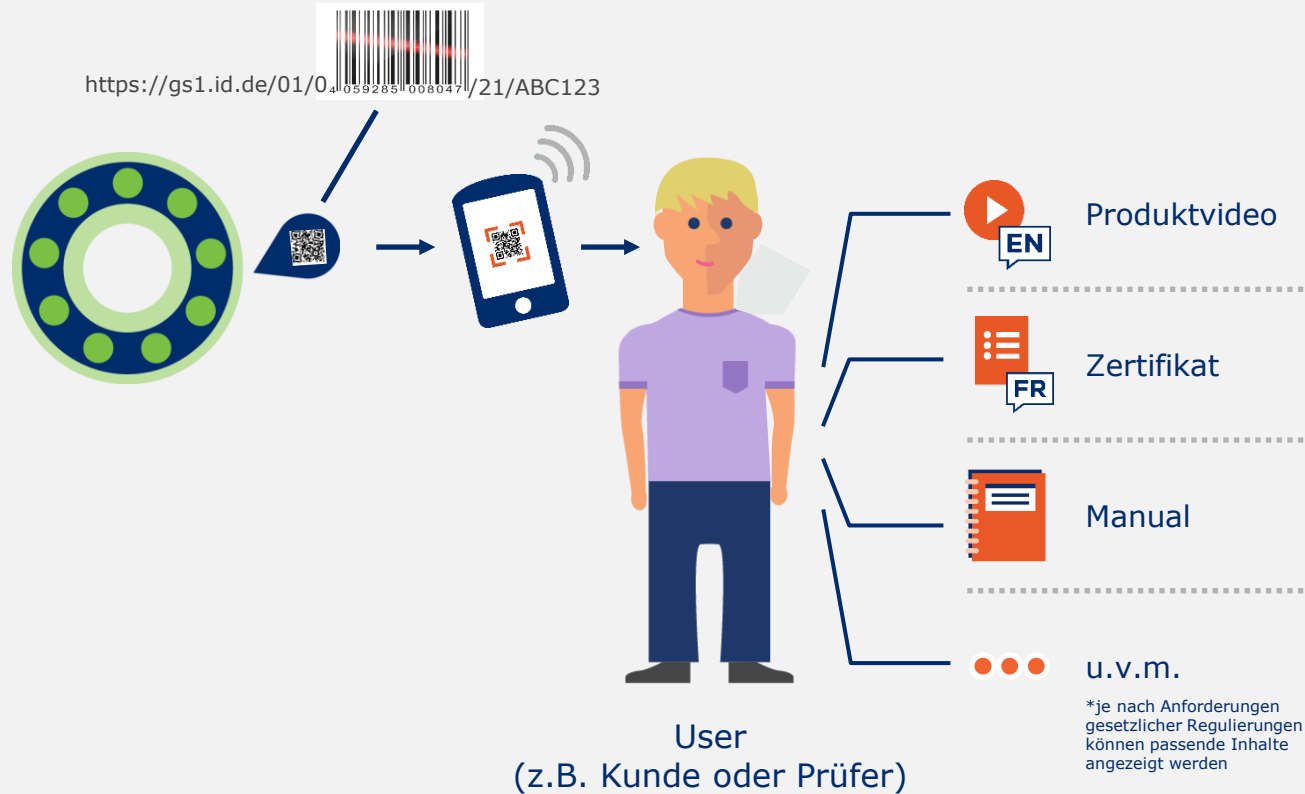 https://gs1.id.de/01/0 4 059285 008047 /21/ABC123
EN
Produktvideo
FR
Zertifikat
Manual
u.v.m.
*je nach Anforderungen
gesetzlicher Regulierungen
können passende Inhalte
angezeigt werden
User
(z.B. Kunde oder Prüfer)